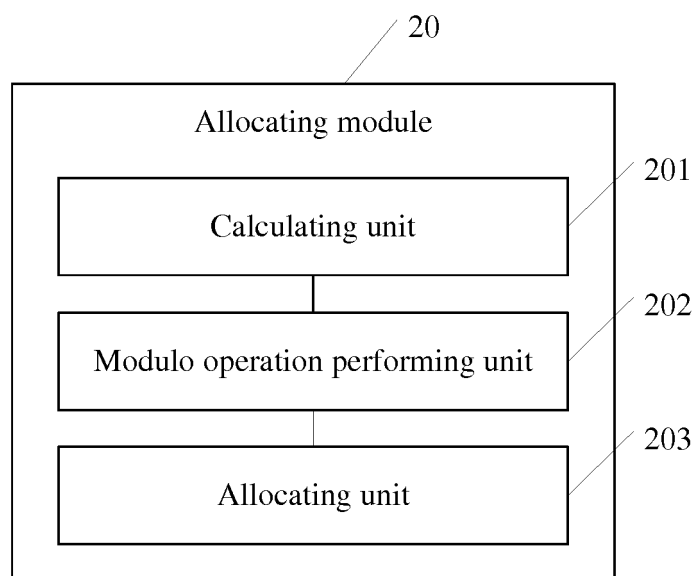 20
Allocating module
201
Calculating unit
202
Modulo operation performing unit
203
Allocating unit